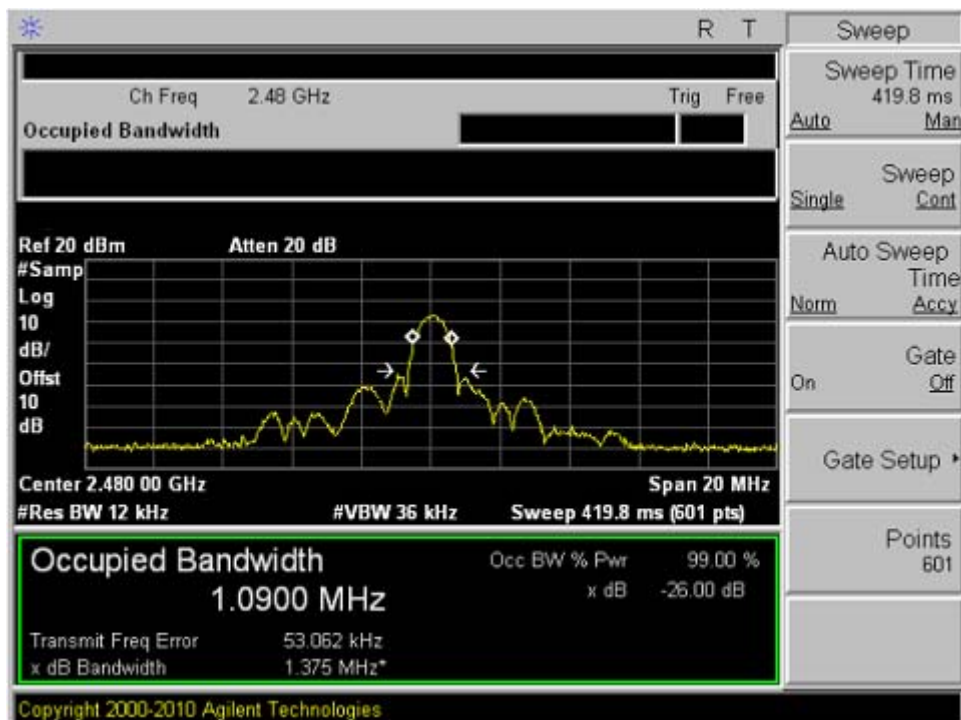 R T
Ch Freq 2.48 GHz Trig Free
Occupied Bandwidth
Ref 20 dBm Atten 20 dB
#Samp
Log
10
dB/
Offst
10
dB
Center 2.480 00 GHz Span 20 MHz
#Res BW 12 kHz #VBW 36 kHz Sweep 419.8 ms (601 pts)
Occupied Bandwidth
1.0900 MHz
Occ BW % Pwr 99.00 %
x dB -26.00 dB
Transmit Freq Error 53.062 kHz
x dB Bandwidth 1.375 MHz*
Copyright 2000-2010 Agilent Technologies
Sweep
Sweep Time
419.8 ms
Auto Man
Sweep
Single Cont
Auto Sweep
Time
Norm Accy
Gate
On Off
Gate Setup
Points
601